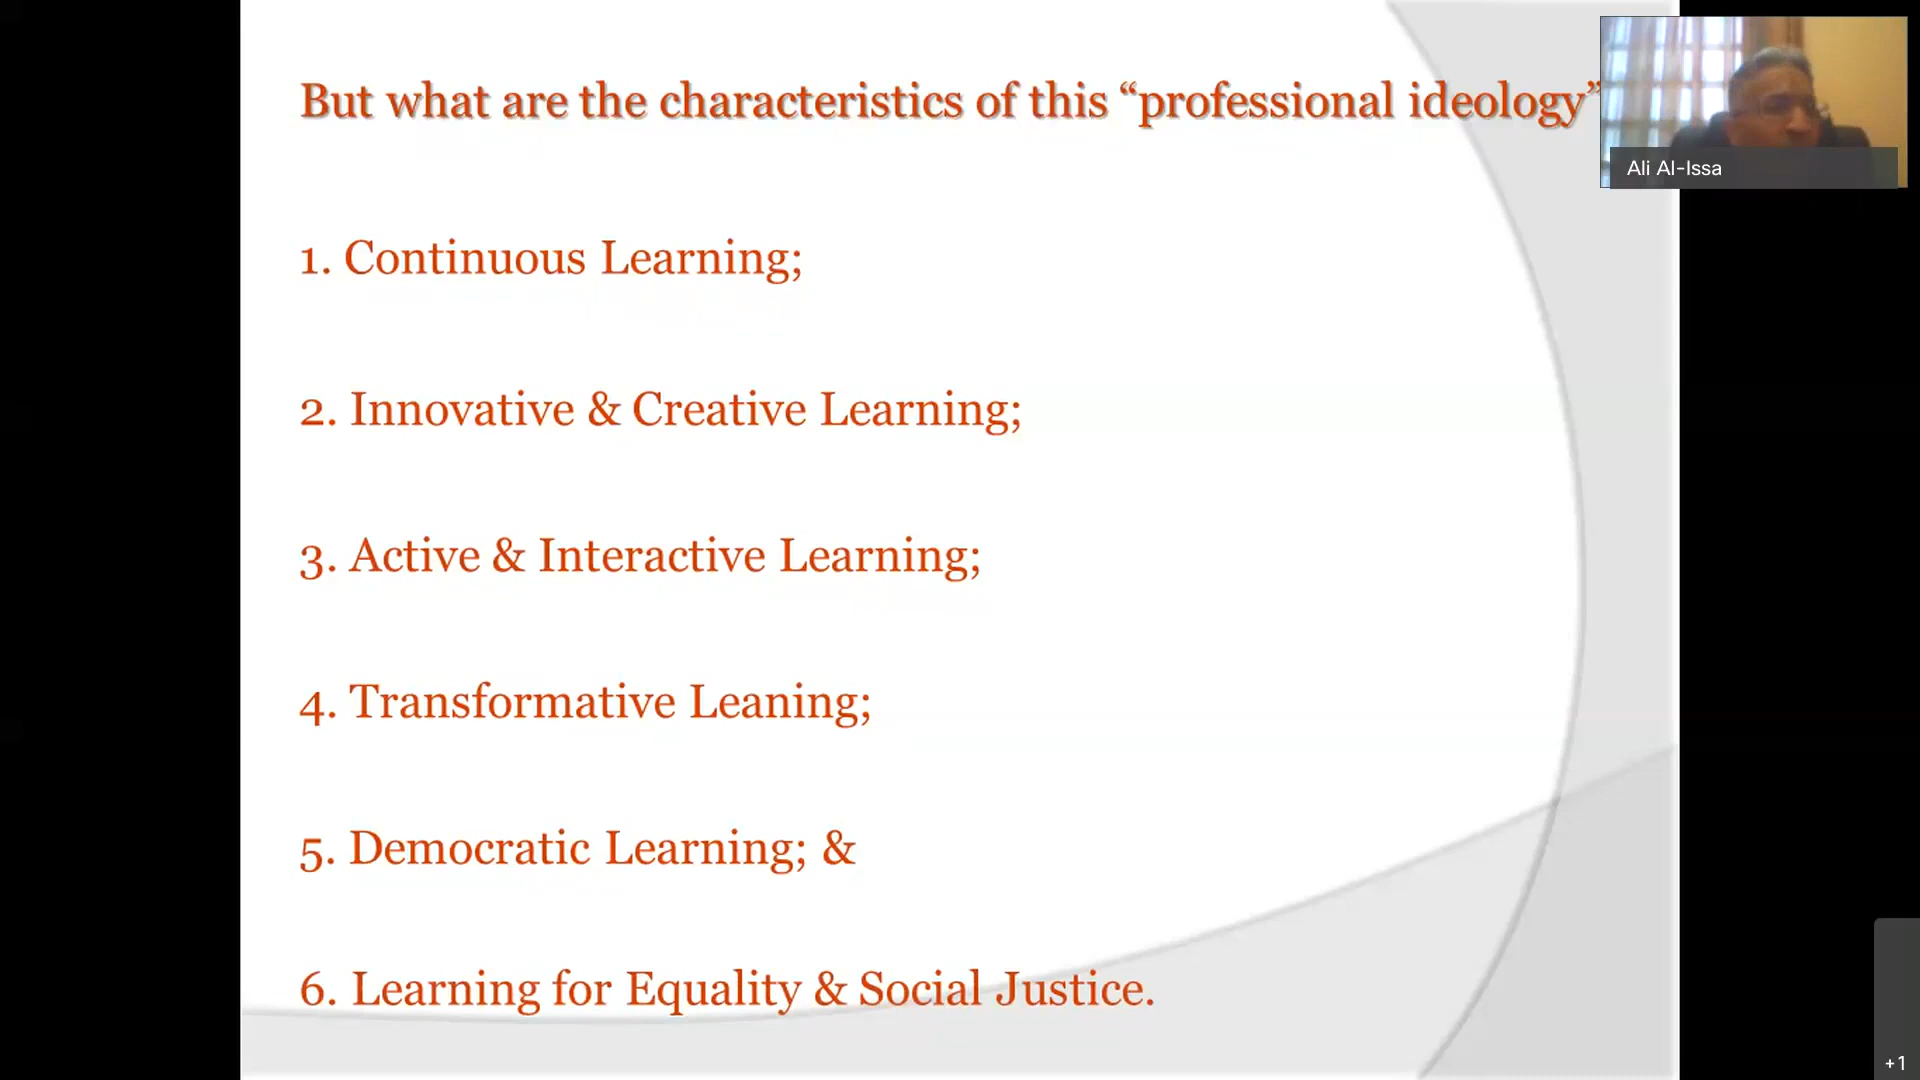 But what are the characteristics of this “professional ideology”
Ali Al-Issa
1. Continuous Learning;
2. Innovative & Creative Learning;
3. Active & Interactive Learning;
4. Transformative Leaning;
5. Democratic Learning; &
6. Learning for Equality & Social Justice.
+1